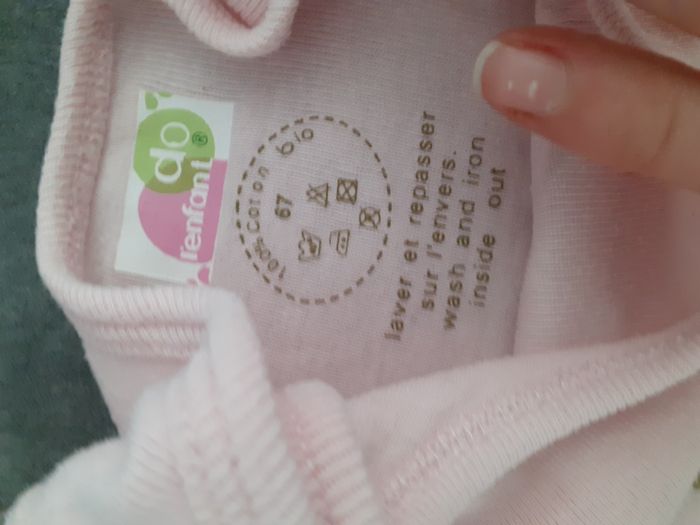 do®
l'enfant
100% Coton bio
67
laver et repasser
sur l'envers.
wash and iron
inside out